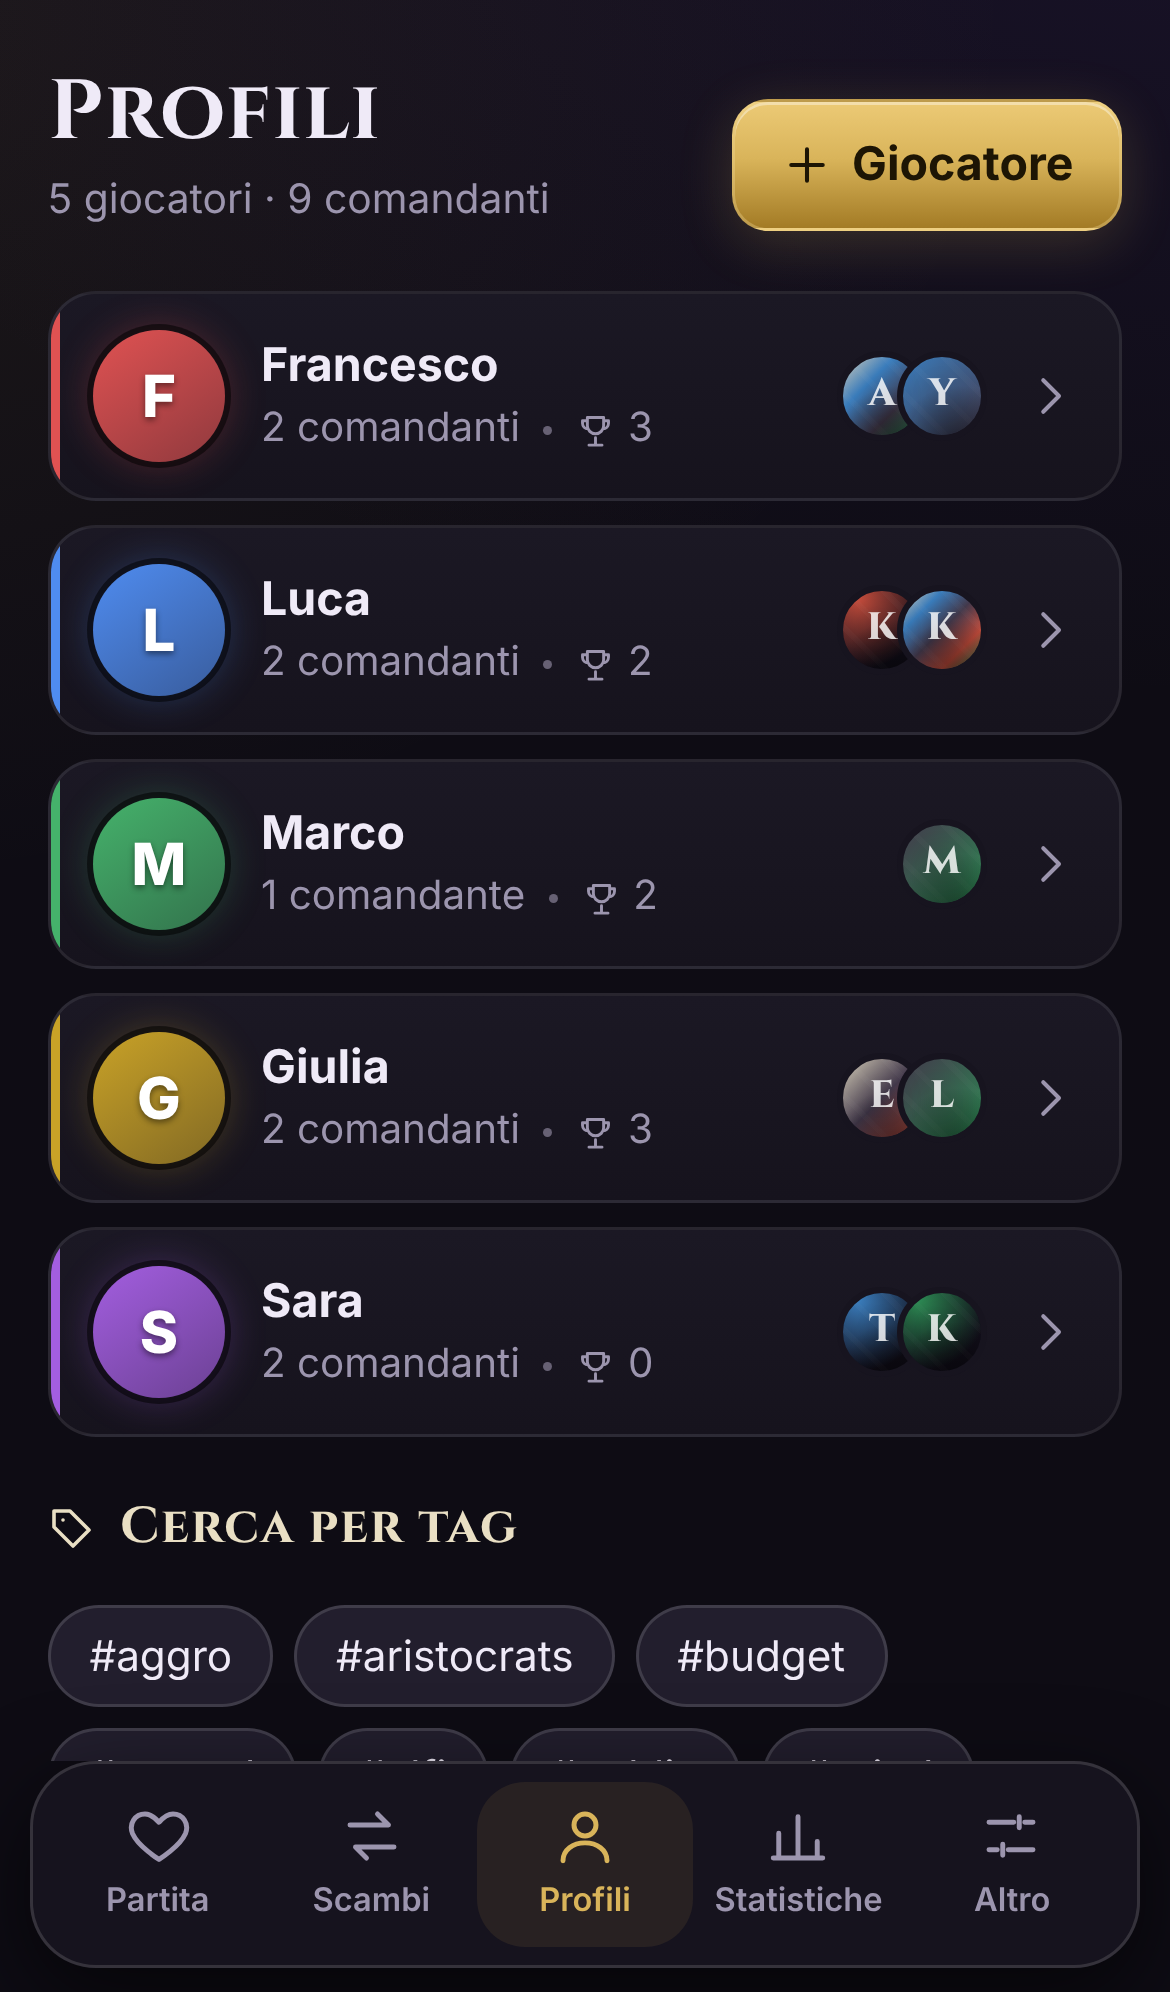 Profili
5 giocatori · 9 comandanti
+ Giocatore
F
Francesco
2 comandanti • 3
A Y
L
Luca
2 comandanti • 2
K K
M
Marco
1 comandante • 2
M
G
Giulia
2 comandanti • 3
E L
S
Sara
2 comandanti • 0
T K
Cerca per tag
#aggro #aristocrats #budget
Partita Scambi Profili Statistiche Altro